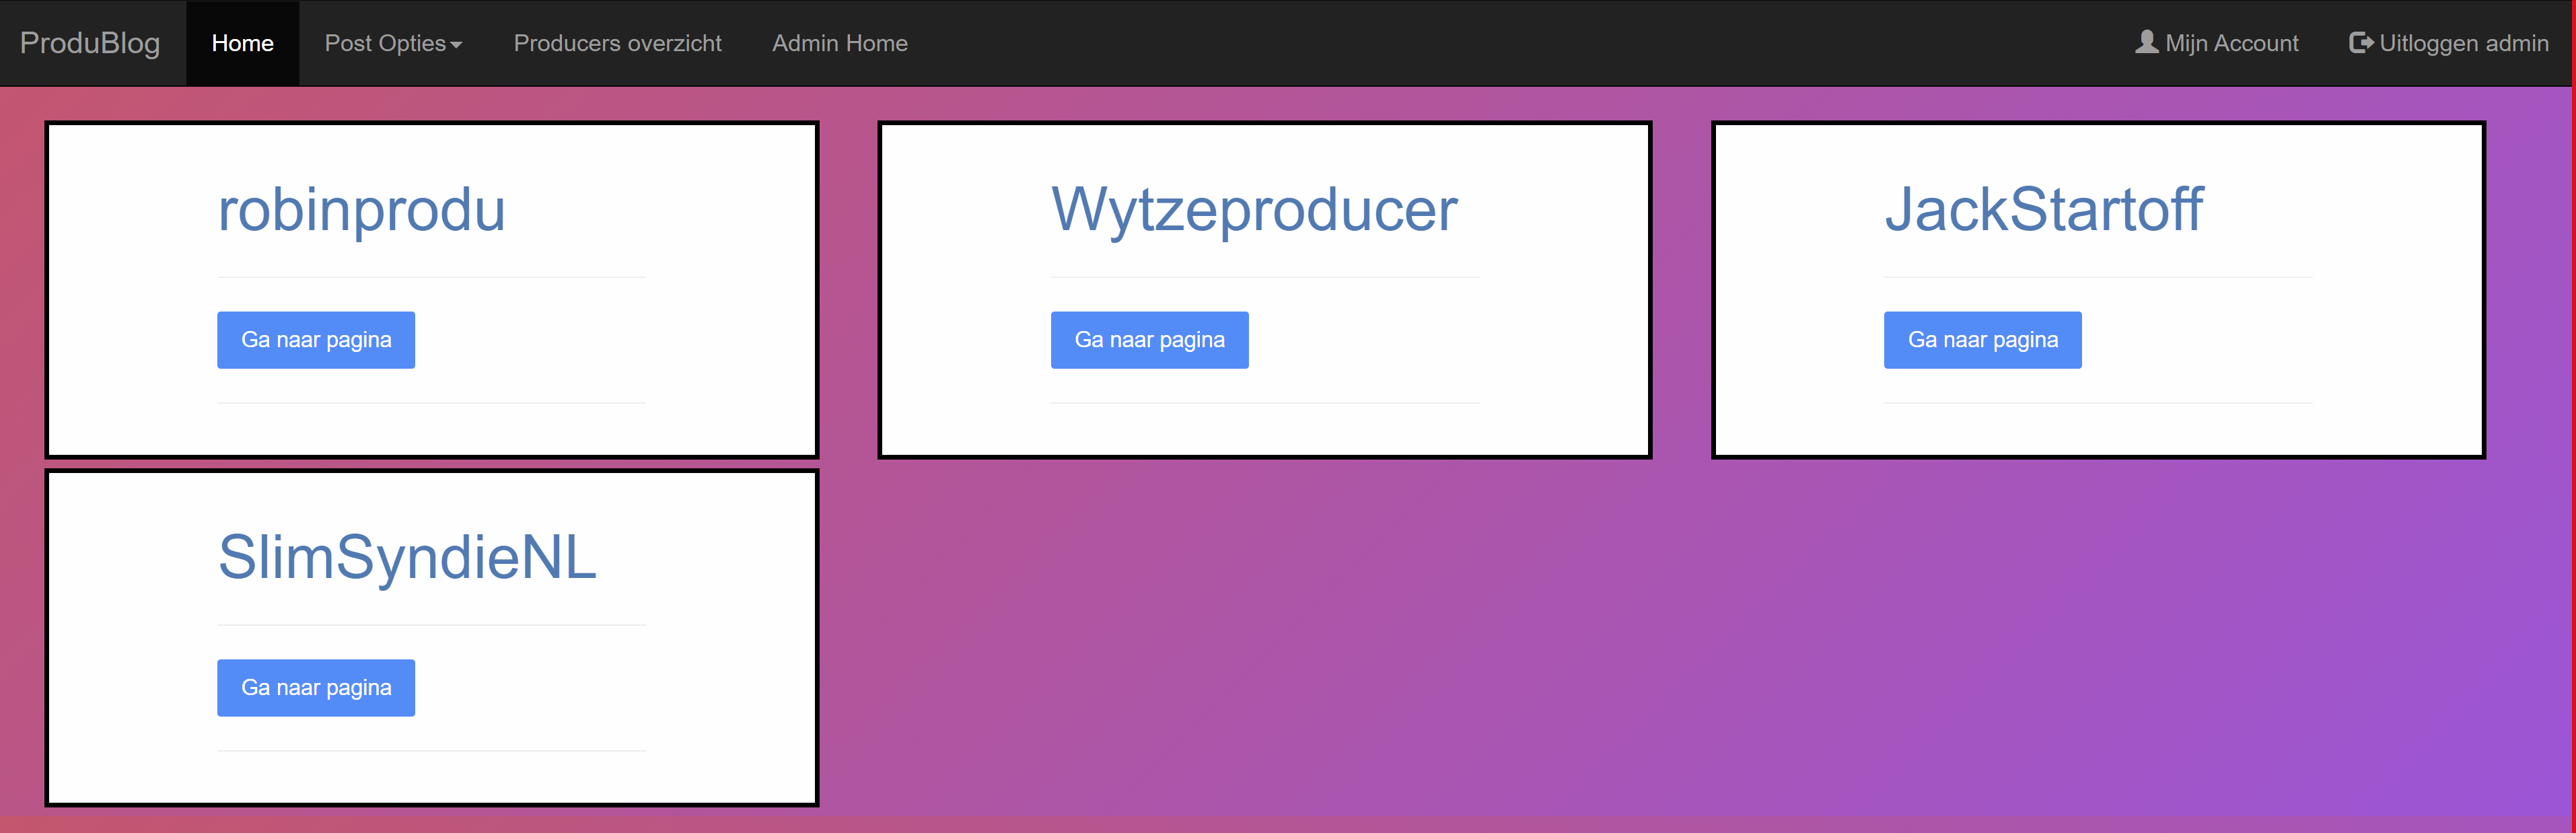 ProduBlog Home Post Opties Producers overzicht Admin Home Mijn Account Uitloggen admin
robinprodu Wytzeproducer JackStartoff
Ga naar pagina Ga naar pagina Ga naar pagina
SlimSyndieNL
Ga naar pagina